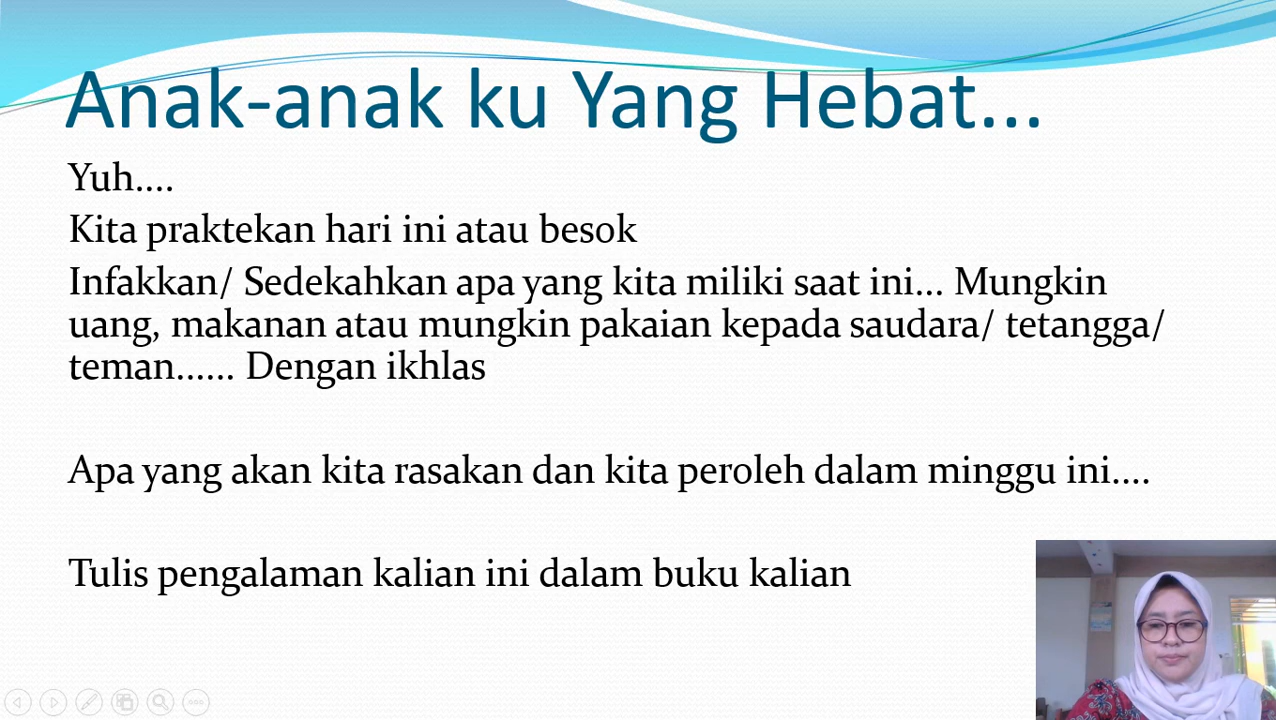 Anak-anak ku Yang Hebat...
Yuh....
Kita praktekan hari ini atau besok
Infakkan/ Sedekahkan apa yang kita miliki saat ini... Mungkin
uang, makanan atau mungkin pakaian kepada saudara/ tetangga/
teman...... Dengan ikhlas
Apa yang akan kita rasakan dan kita peroleh dalam minggu ini....
Tulis pengalaman kalian ini dalam buku kalian